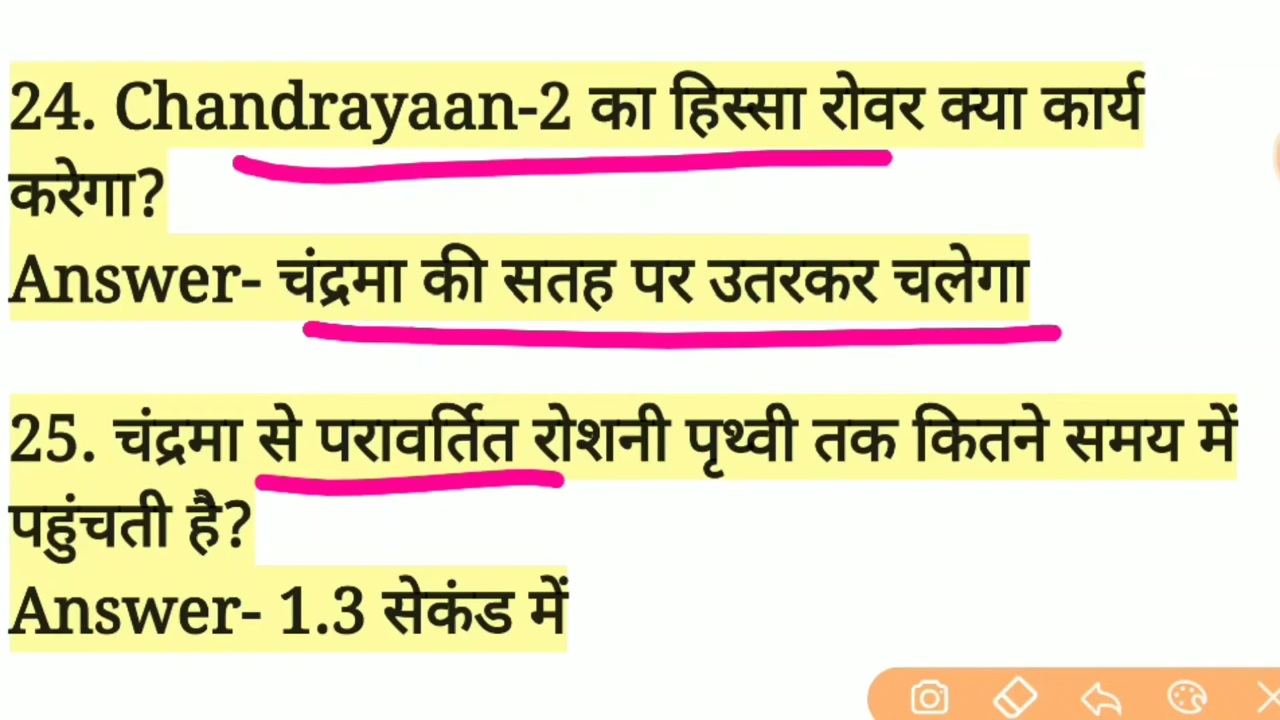 24. Chandrayaan-2 का हिस्सा रोवर क्या कार्य
करेगा?
Answer- चंद्रमा की सतह पर उतरकर चलेगा
25. चंद्रमा से परावर्तित रोशनी पृथ्वी तक कितने समय में
पहुंचती है?
Answer- 1.3 सेकंड में